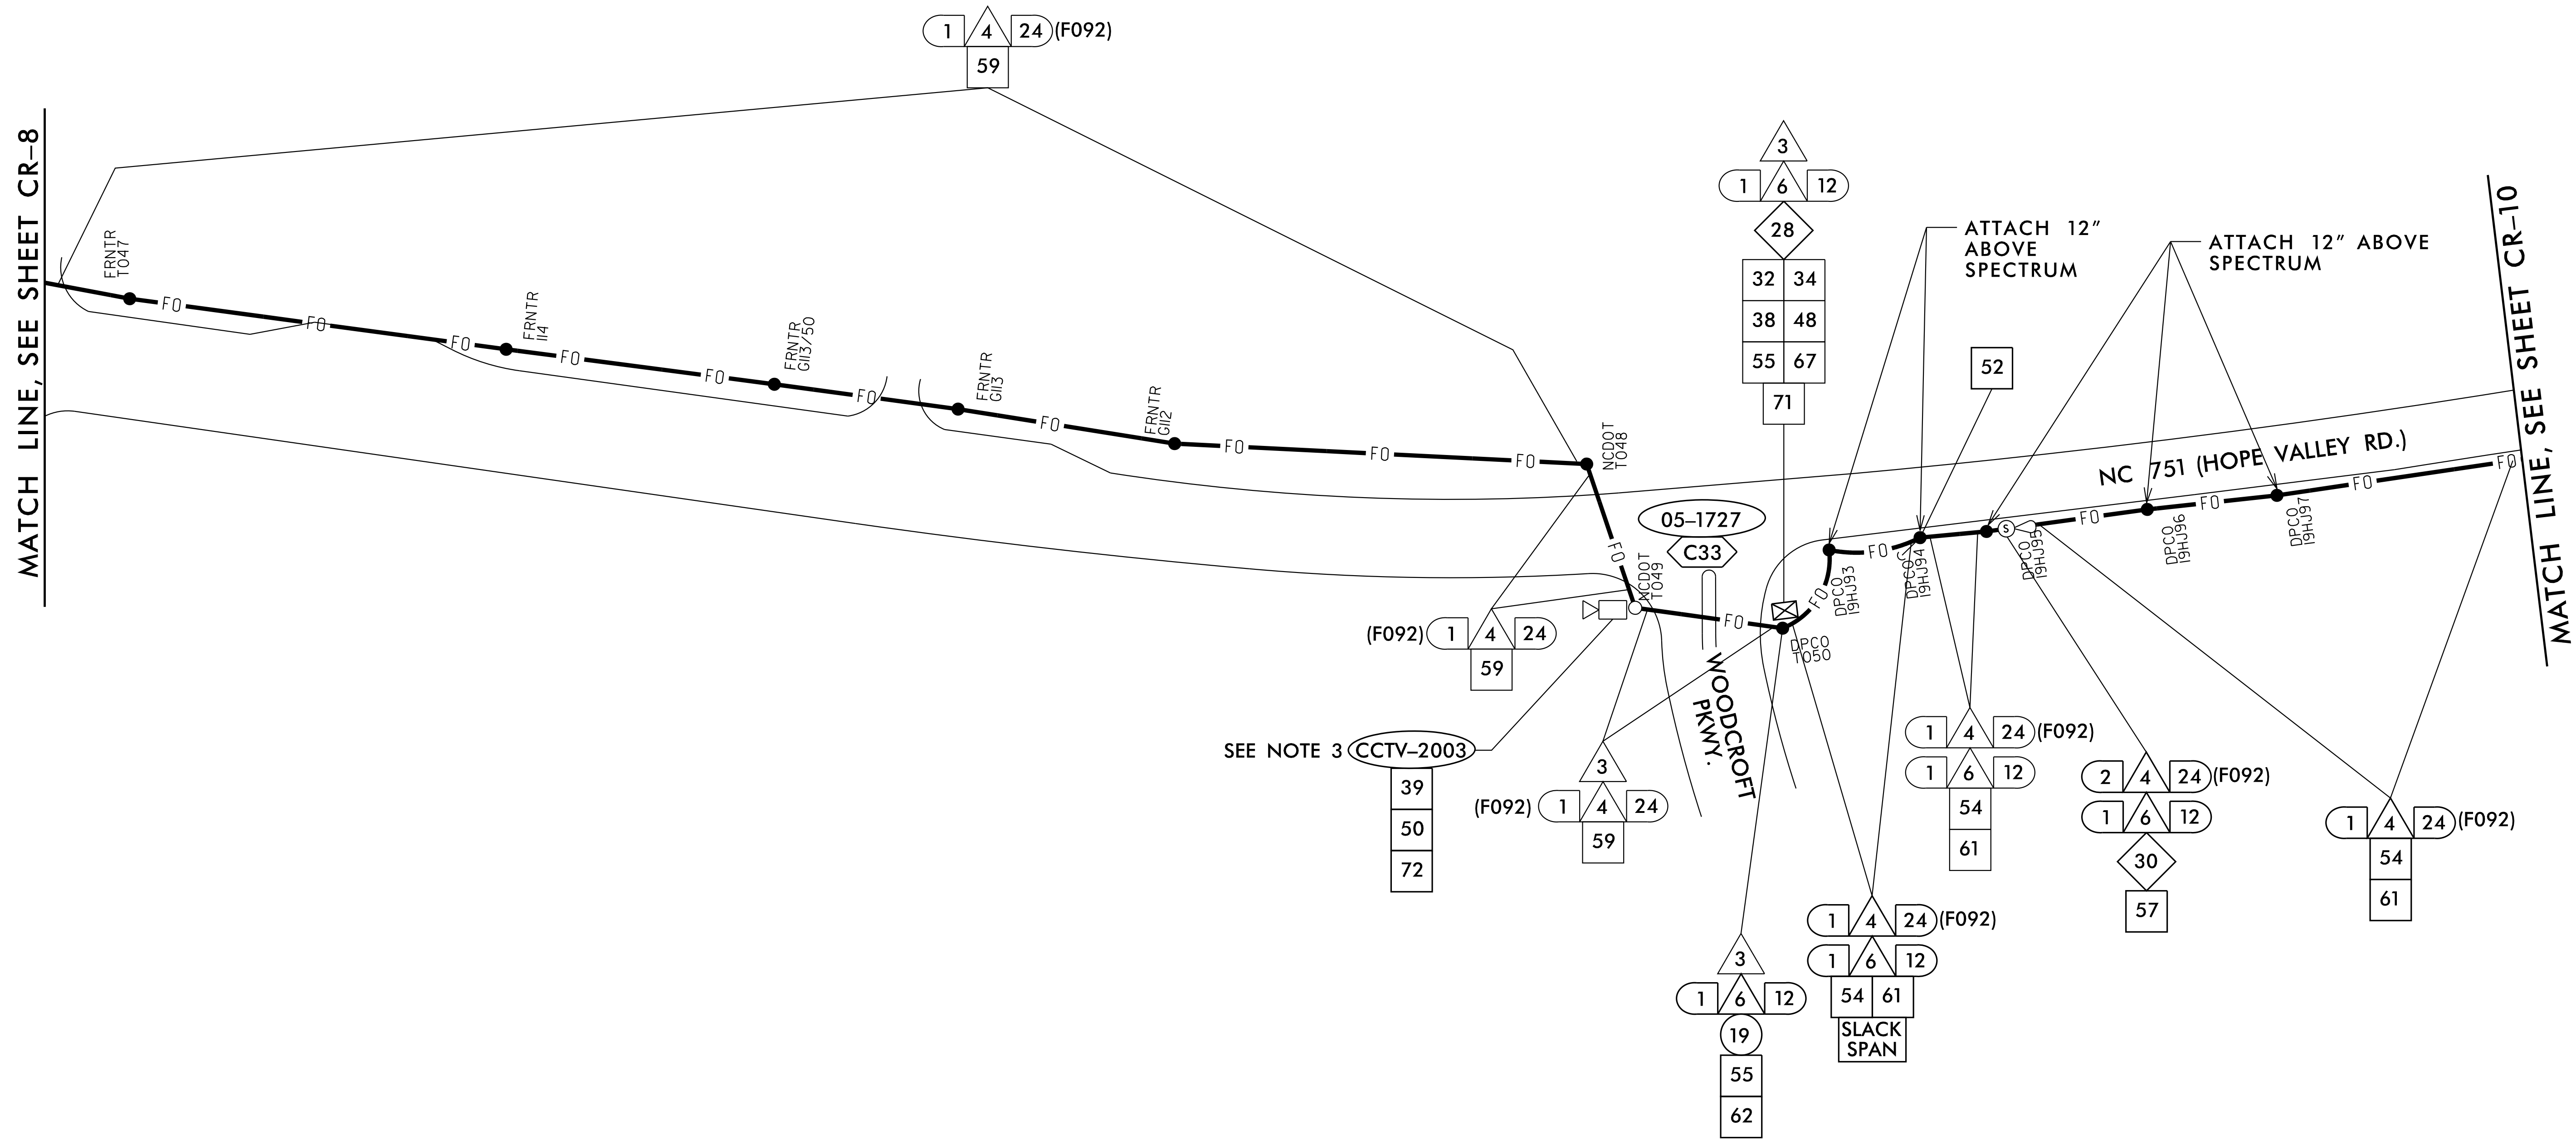 1 4 24 (F092)
59
MATCH LINE, SEE SHEET CR-8
FRNTR
T047
FO
FO
FO
FRNTR
114
FO
FO
FRNTR
G113/50
FO
FRNTR
G113
FO
FRNTR
G112
FO
FO
FO
NCDOT
T048
FO
NCDOT
T049
3
1 6 12
28
32 34
38 48
55 67
71
ATTACH 12"
ABOVE
SPECTRUM
ATTACH 12" ABOVE
SPECTRUM
52
NC 751 (HOPE VALLEY RD.)
MATCH LINE, SEE SHEET CR-10
05-1727
C33
FO
DPCO
T050
FO
DPCO
19HJ93
FO
DPCO
19HJ94
S
DPCO
19HJ95
FO
DPCO
19HJ96
FO
DPCO
19HJ97
FO
FO
WOODCROFT
PKWY.
(F092) 1 4 24
59
SEE NOTE 3 CCTV-2003
39
50
72
3
(F092) 1 4 24
59
3
1 6 12
19
55
62
1 4 24 (F092)
1 6 12
54 61
SLACK
SPAN
1 4 24 (F092)
1 6 12
54
61
2 4 24 (F092)
1 6 12
30
57
1 4 24 (F092)
54
61